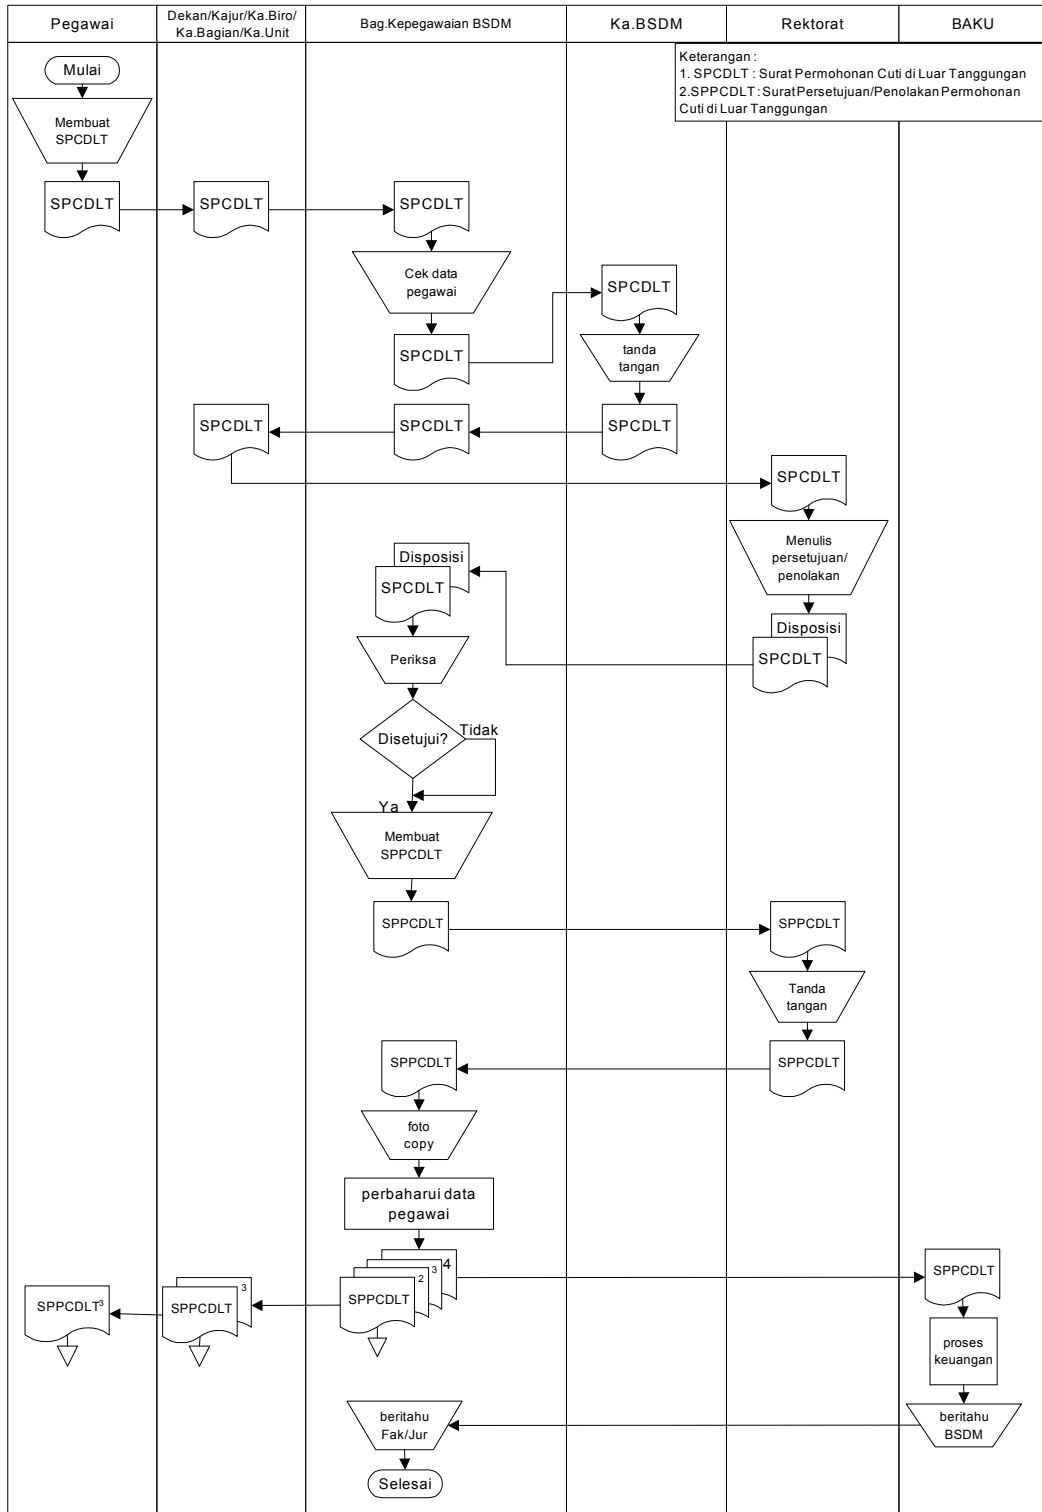 Pegawai
Dekan/Kajur/Ka.Biro/
Ka.Bagian/Ka.Unit
Bag.Kepegawaian BSDM
Ka.BSDM
Rektorat
BAKU
Keterangan :
1. SPCDLT : Surat Permohonan Cuti di Luar Tanggungan
2.SPPCDLT : Surat Persetujuan/Penolakan Permohonan
Cuti di Luar Tanggungan
Mulai
Membuat
SPCDLT
SPCDLT
SPCDLT
SPCDLT
Cek data
pegawai
SPCDLT
SPCDLT
tanda
tangan
SPCDLT
SPCDLT
SPCDLT
SPCDLT
Menulis
persetujuan/
penolakan
Disposisi
SPCDLT
Disposisi
SPCDLT
Periksa
Disetujui?
Tidak
Ya
Membuat
SPPCDLT
SPPCDLT
SPPCDLT
Tanda
tangan
SPPCDLT
SPPCDLT
foto
copy
perbaharui data
pegawai
4
3
2
SPPCDLT
3
SPPCDLT
SPPCDLT3
SPPCDLT
proses
keuangan
beritahu
BSDM
beritahu
Fak/Jur
Selesai